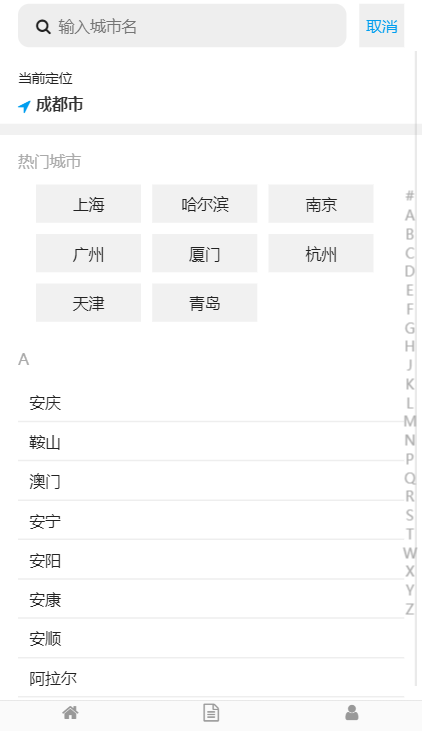 输入城市名 取消
当前定位
成都市
热门城市
上海 哈尔滨 南京
广州 厦门 杭州
天津 青岛
A
安庆
鞍山
澳门
安宁
安阳
安康
安顺
阿拉尔
#
A
B
C
D
E
F
G
H
J
K
L
M
N
P
Q
R
S
T
W
X
Y
Z